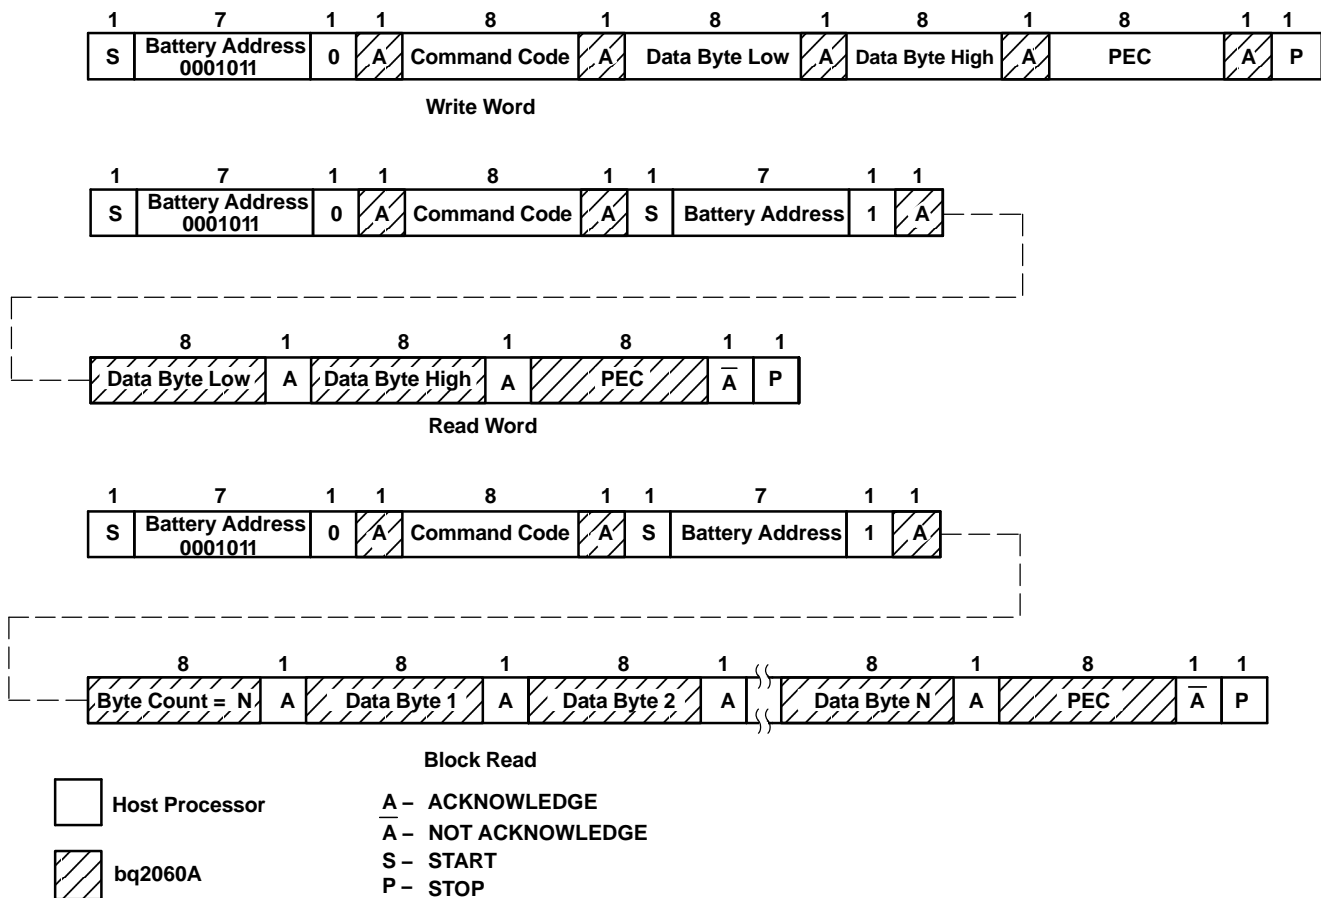 1 7 1 1 8 1 8 1 8 1 8 1 1
S Battery Address 0 A Command Code A Data Byte Low A Data Byte High A PEC A P
0001011
Write Word
1 7 1 1 8 1 1 7 1 1
S Battery Address 0 A Command Code A S Battery Address 1 A
0001011
8 1 8 1 8 1 1
Data Byte Low A Data Byte High A PEC A̅ P
Read Word
1 7 1 1 8 1 1 7 1 1
S Battery Address 0 A Command Code A S Battery Address 1 A
0001011
8 1 8 1 8 1 8 1 8 1 1
Byte Count = N A Data Byte 1 A Data Byte 2 A Data Byte N A PEC A̅ P
Block Read
Host Processor
bq2060A
A – ACKNOWLEDGE
A̅ – NOT ACKNOWLEDGE
S – START
P – STOP